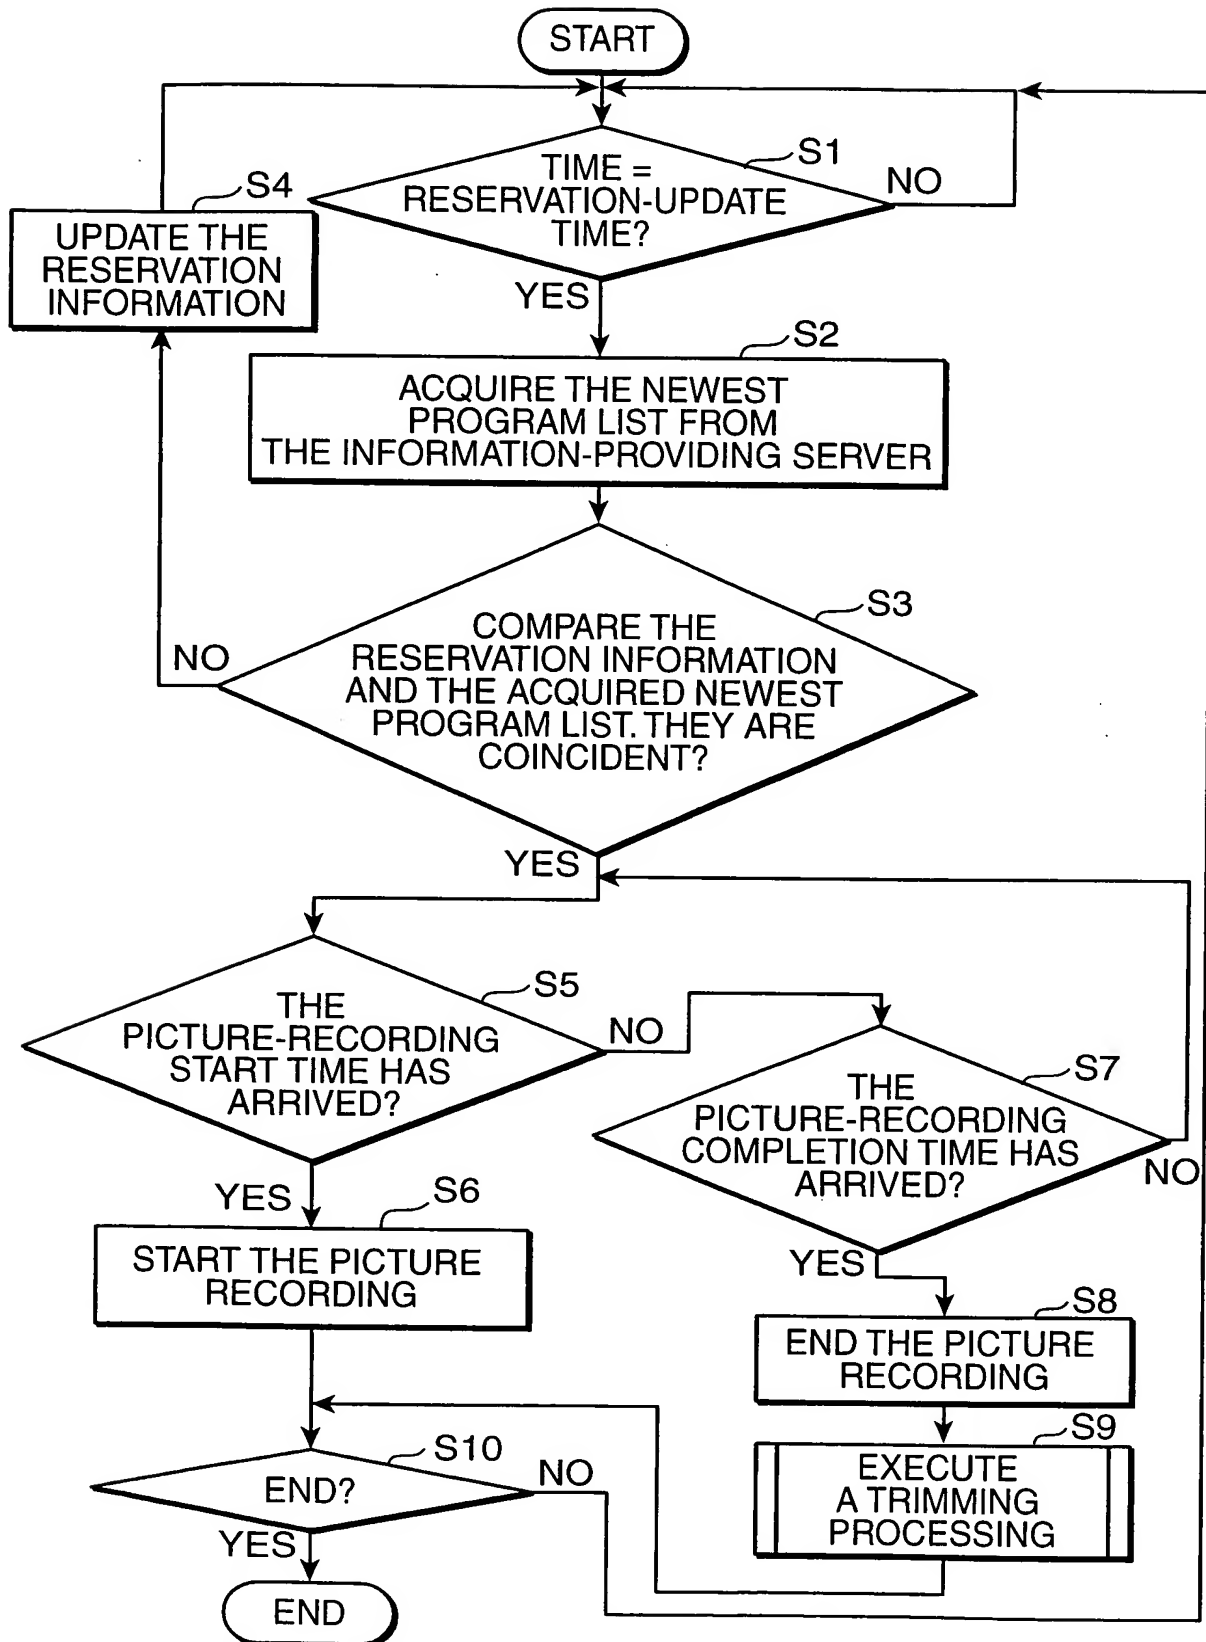 START
S1
TIME =
RESERVATION-UPDATE
TIME?
NO
YES
S4
UPDATE THE
RESERVATION
INFORMATION
S2
ACQUIRE THE NEWEST
PROGRAM LIST FROM
THE INFORMATION-PROVIDING SERVER
S3
COMPARE THE
RESERVATION INFORMATION
AND THE ACQUIRED NEWEST
PROGRAM LIST. THEY ARE
COINCIDENT?
NO
YES
S5
THE
PICTURE-RECORDING
START TIME HAS
ARRIVED?
NO
YES
S7
THE
PICTURE-RECORDING
COMPLETION TIME HAS
ARRIVED?
NO
YES
S6
START THE PICTURE
RECORDING
S8
END THE PICTURE
RECORDING
S9
EXECUTE
A TRIMMING
PROCESSING
S10
END?
NO
YES
END